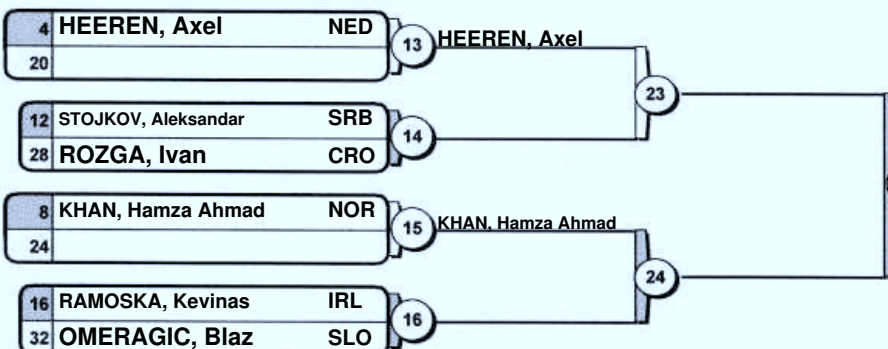 4 HEEREN, Axel NED
13 HEEREN, Axel
20
23
12 STOJKOV, Aleksandar SRB
14
28 ROZGA, Ivan CRO
8 KHAN, Hamza Ahmad NOR
15 KHAN, Hamza Ahmad
24
24
16 RAMOSKA, Kevinas IRL
16
32 OMERAGIC, Blaz SLO